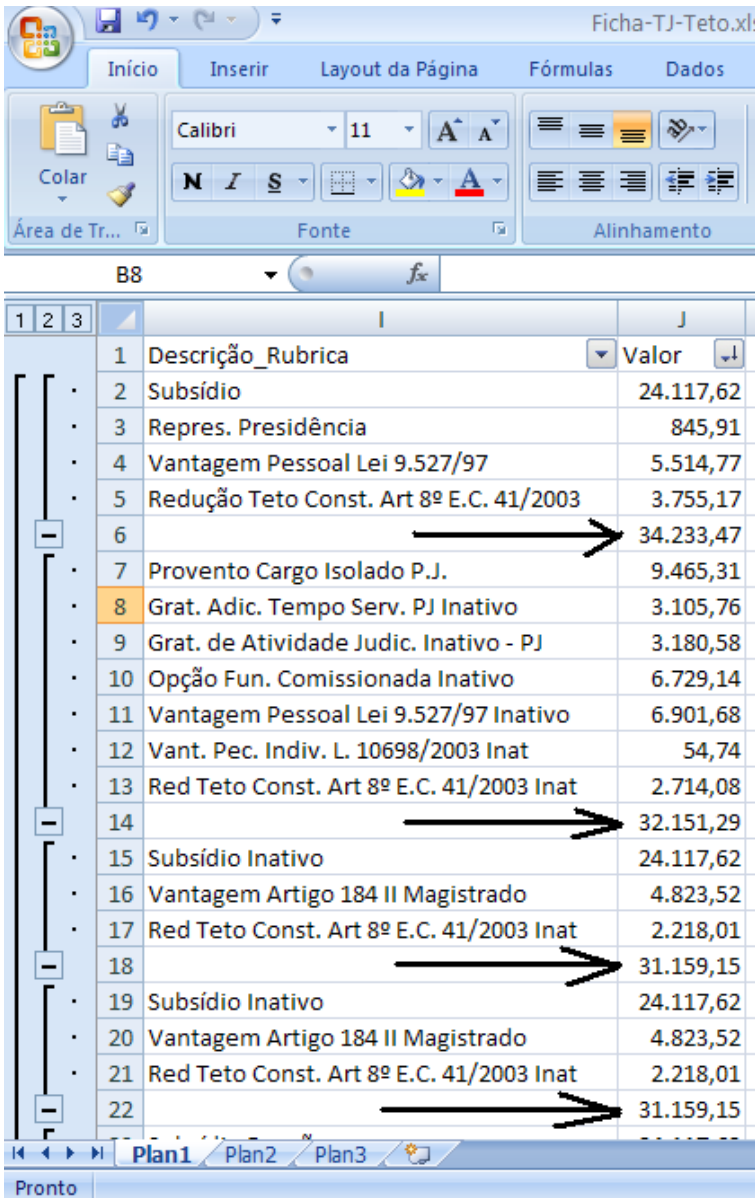 Ficha-TJ-Teto.xls
Início Inserir Layout da Página Fórmulas Dados
Calibri 11 A A
Colar
N I S A
Área de Tr... Fonte Alinhamento
B8 fx
1 2 3 I J
1 Descrição_Rubrica Valor
2 Subsídio 24.117,62
3 Repres. Presidência 845,91
4 Vantagem Pessoal Lei 9.527/97 5.514,77
5 Redução Teto Const. Art 8º E.C. 41/2003 3.755,17
6 34.233,47
7 Provento Cargo Isolado P.J. 9.465,31
8 Grat. Adic. Tempo Serv. PJ Inativo 3.105,76
9 Grat. de Atividade Judic. Inativo - PJ 3.180,58
10 Opção Fun. Comissionada Inativo 6.729,14
11 Vantagem Pessoal Lei 9.527/97 Inativo 6.901,68
12 Vant. Pec. Indiv. L. 10698/2003 Inat 54,74
13 Red Teto Const. Art 8º E.C. 41/2003 Inat 2.714,08
14 32.151,29
15 Subsídio Inativo 24.117,62
16 Vantagem Artigo 184 II Magistrado 4.823,52
17 Red Teto Const. Art 8º E.C. 41/2003 Inat 2.218,01
18 31.159,15
19 Subsídio Inativo 24.117,62
20 Vantagem Artigo 184 II Magistrado 4.823,52
21 Red Teto Const. Art 8º E.C. 41/2003 Inat 2.218,01
22 31.159,15
Plan1 Plan2 Plan3
Pronto